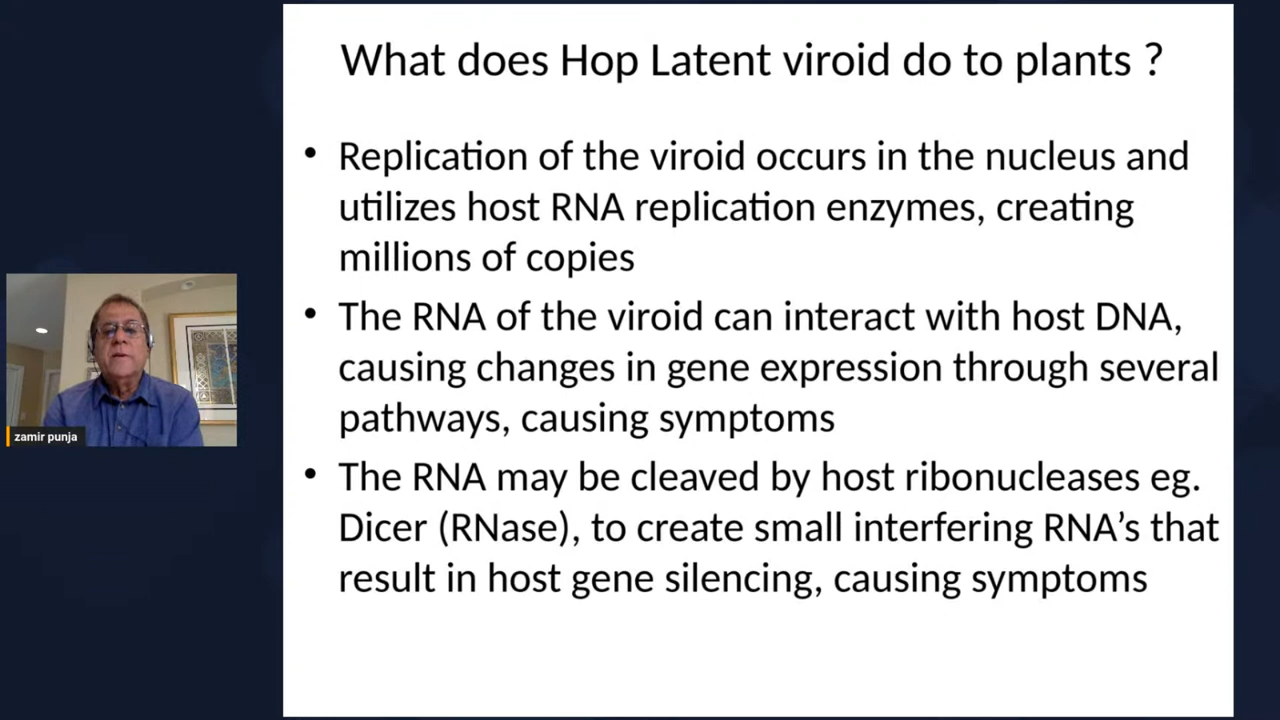 What does Hop Latent viroid do to plants ?
• Replication of the viroid occurs in the nucleus and
utilizes host RNA replication enzymes, creating
millions of copies
• The RNA of the viroid can interact with host DNA,
causing changes in gene expression through several
pathways, causing symptoms
• The RNA may be cleaved by host ribonucleases eg.
Dicer (RNase), to create small interfering RNA’s that
result in host gene silencing, causing symptoms
zamir punja